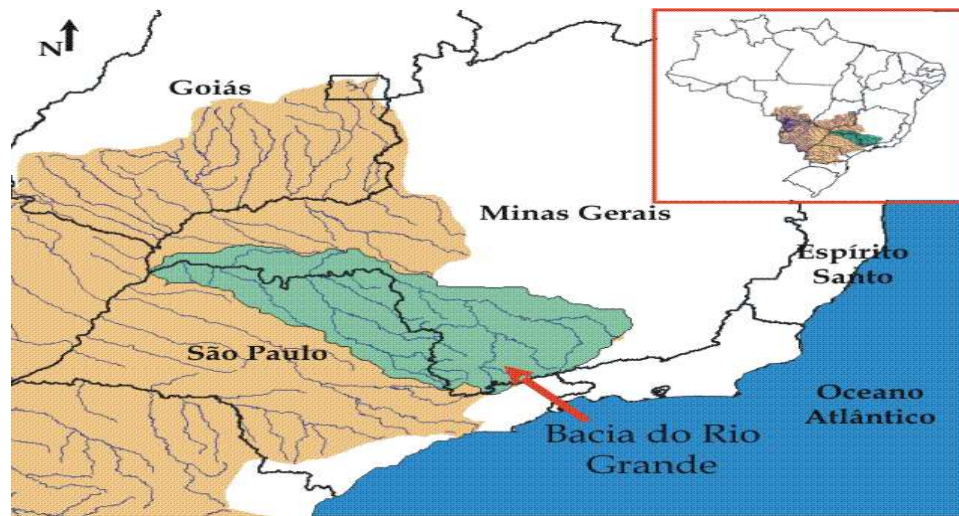 N
Goiás
Minas Gerais
Espírito
Santo
São Paulo
Oceano
Atlântico
Bacia do Rio
Grande